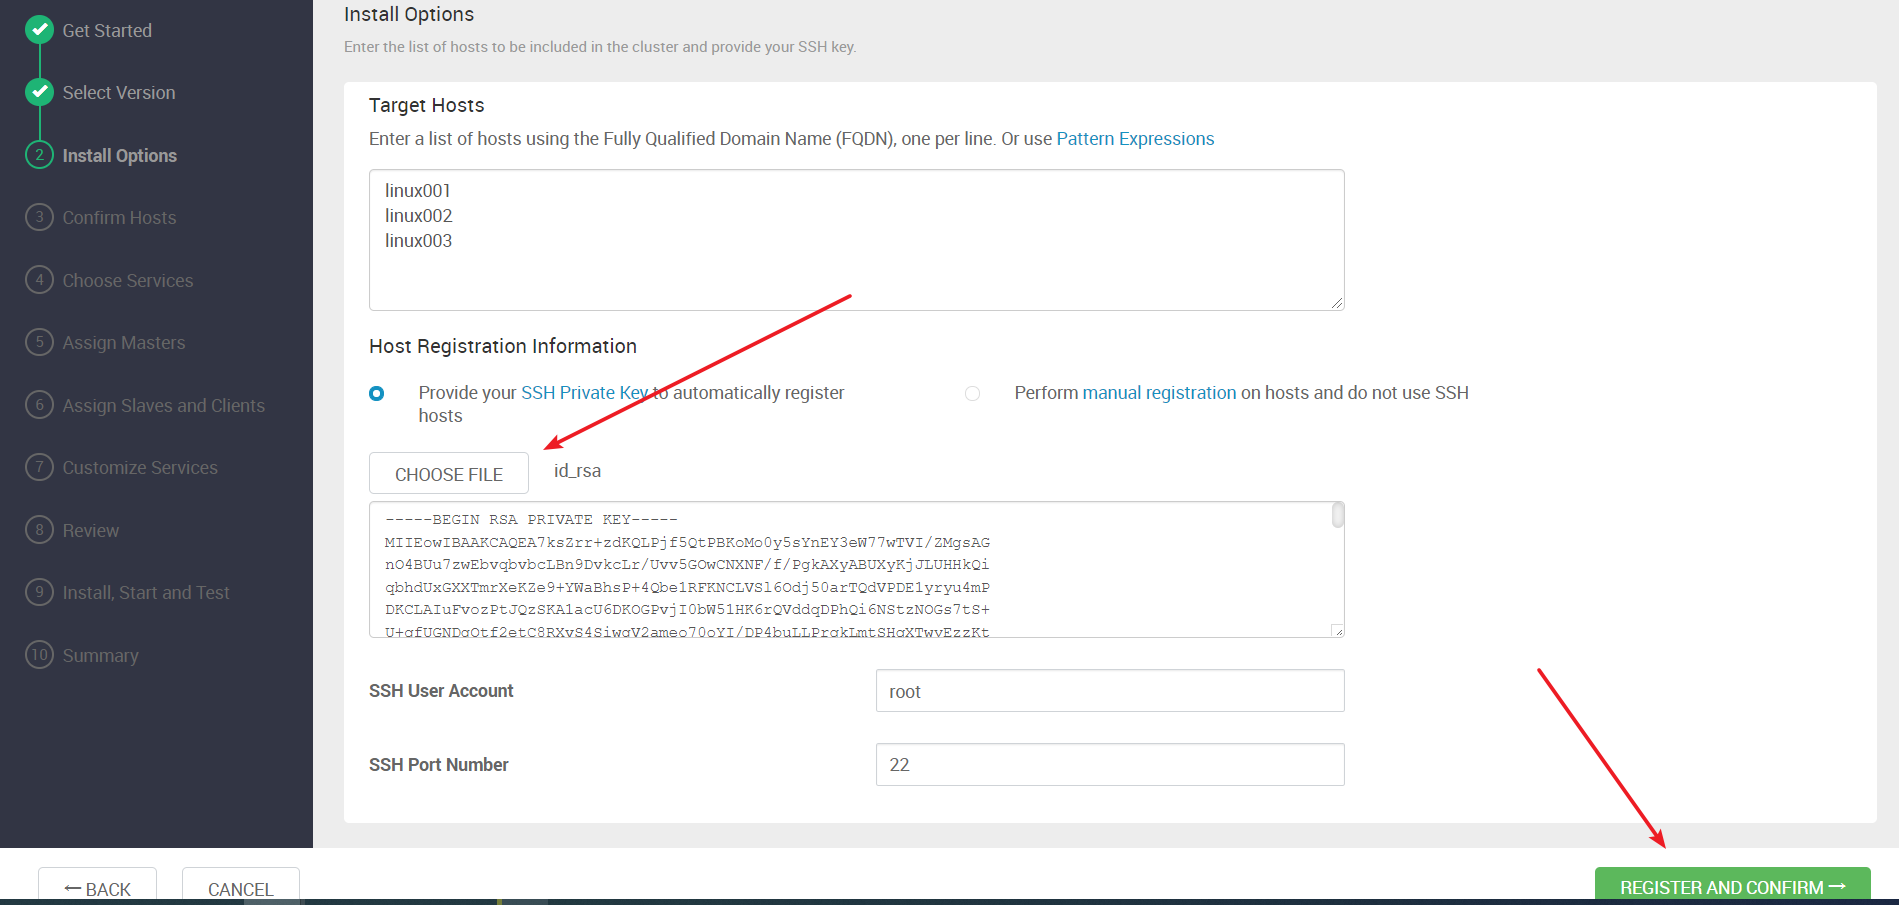 Get Started
Select Version
2 Install Options
3 Confirm Hosts
4 Choose Services
5 Assign Masters
6 Assign Slaves and Clients
7 Customize Services
8 Review
9 Install, Start and Test
10 Summary
Install Options
Enter the list of hosts to be included in the cluster and provide your SSH key.
Target Hosts
Enter a list of hosts using the Fully Qualified Domain Name (FQDN), one per line. Or use Pattern Expressions
linux001
linux002
linux003
Host Registration Information
Provide your SSH Private Key to automatically register
hosts
Perform manual registration on hosts and do not use SSH
CHOOSE FILE id_rsa
-----BEGIN RSA PRIVATE KEY-----
MIIEowIBAAKCAQEA7ksZrr+zdKQLPjf5QtPBKoMo0y5sYnEY3eW77wTVI/ZMgsAG
nO4BUu7zwEbvqbvbcLBn9DvkcLr/Uvv5GOwCNXNF/f/PgkAXyABUXyKjJLUHHkQi
qbhdUxGXXTmrXeKZe9+YWaBhsP+4Qbe1RFKNCLVSl6Odj50arTQdVPDE1yryu4mP
DKCLAIuFvozPtJQzSKA1acU6DKOGPvjI0bW51HK6rQVddqDPhQi6NStzNOGs7tS+
SSH User Account root
SSH Port Number 22
← BACK
CANCEL
REGISTER AND CONFIRM →